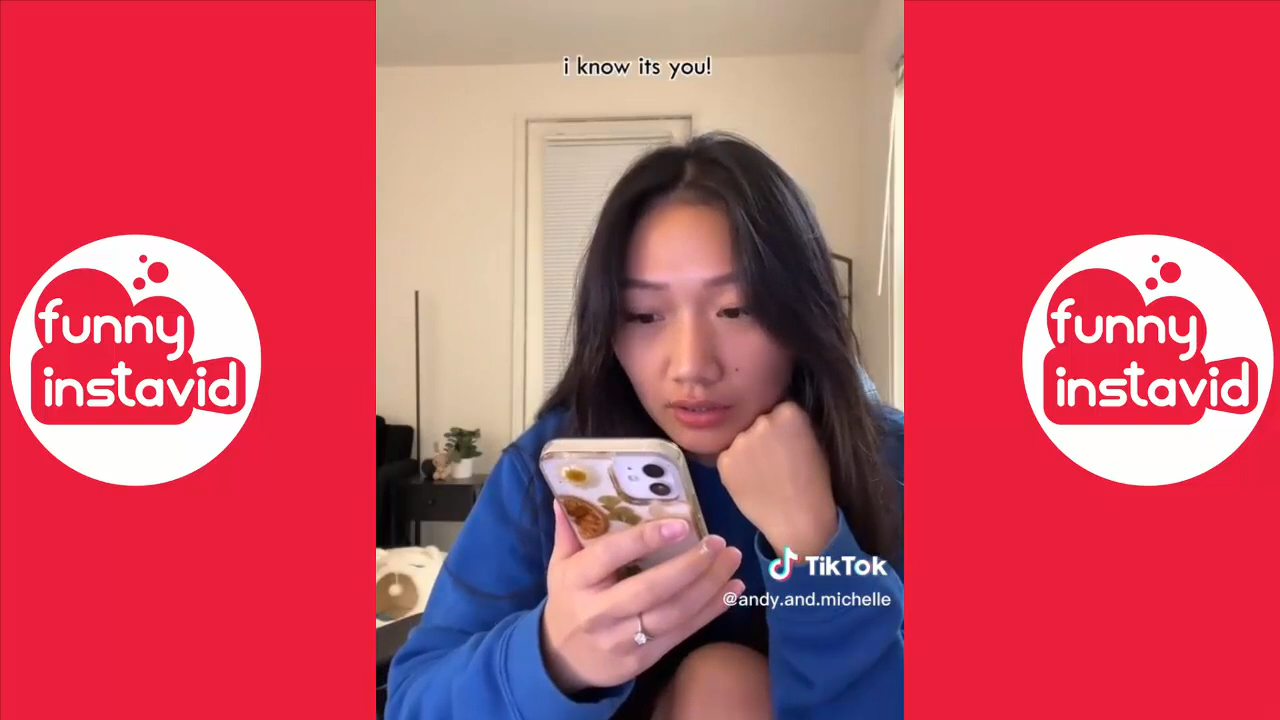 i know its you!
funny
instavid
TikTok
@andy.and.michelle
funny
instavid